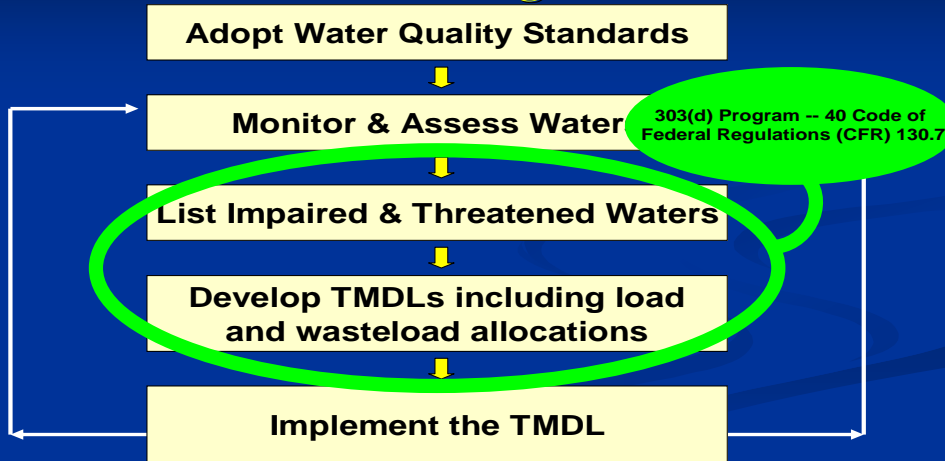 Adopt Water Quality Standards
Monitor & Assess Water
303(d) Program -- 40 Code of
Federal Regulations (CFR) 130.7
List Impaired & Threatened Waters
Develop TMDLs including load
and wasteload allocations
Implement the TMDL